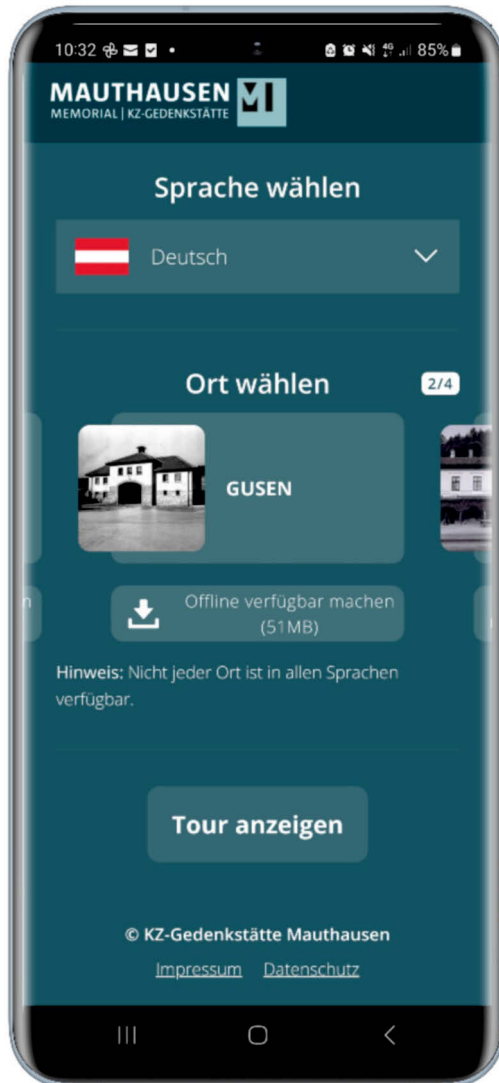 10:32
4G
85%
MAUTHAUSEN
MEMORIAL | KZ-GEDENKSTÄTTE
Sprache wählen
Deutsch
Ort wählen
2/4
GUSEN
n
Offline verfügbar machen
(51MB)
Hinweis: Nicht jeder Ort ist in allen Sprachen
verfügbar.
Tour anzeigen
© KZ-Gedenkstätte Mauthausen
Impressum Datenschutz